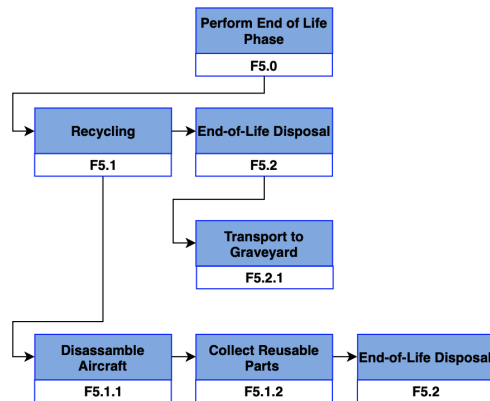 Perform End of Life
Phase
F5.0
Recycling
F5.1
End-of-Life Disposal
F5.2
Transport to
Graveyard
F5.2.1
Disassamble
Aircraft
F5.1.1
Collect Reusable
Parts
F5.1.2
End-of-Life Disposal
F5.2